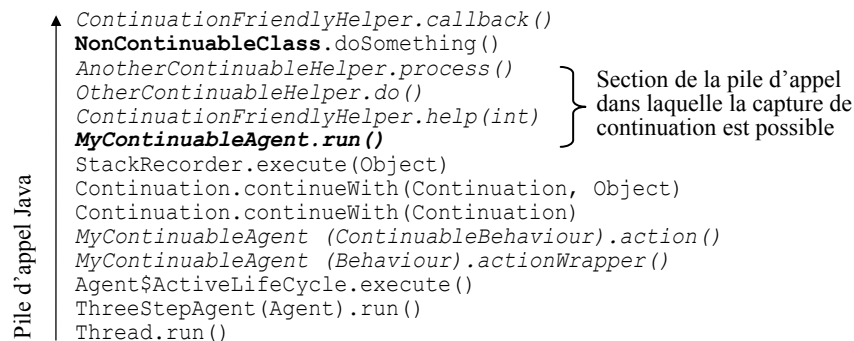 ContinuationFriendlyHelper.callback()
NonContinuableClass.doSomething()
AnotherContinuableHelper.process()
OtherContinuableHelper.do()
ContinuationFriendlyHelper.help(int)
MyContinuableAgent.run()
StackRecorder.execute(Object)
Continuation.continueWith(Continuation, Object)
Continuation.continueWith(Continuation)
MyContinuableAgent (ContinuableBehaviour).action()
MyContinuableAgent (Behaviour).actionWrapper()
Agent$ActiveLifeCycle.execute()
ThreeStepAgent(Agent).run()
Thread.run()
Section de la pile d'appel
dans laquelle la capture de
continuation est possible
Pile d'appel Java